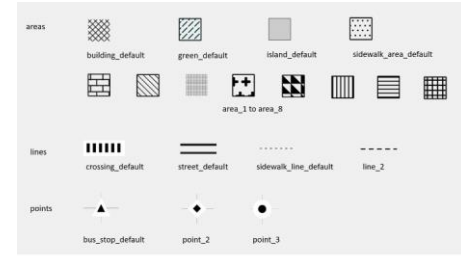 areas
building_default green_default island_default sidewalk_area_default
area_1 to area_8
lines
crossing_default street_default sidewalk_line_default line_2
points
bus_stop_default point_2 point_3